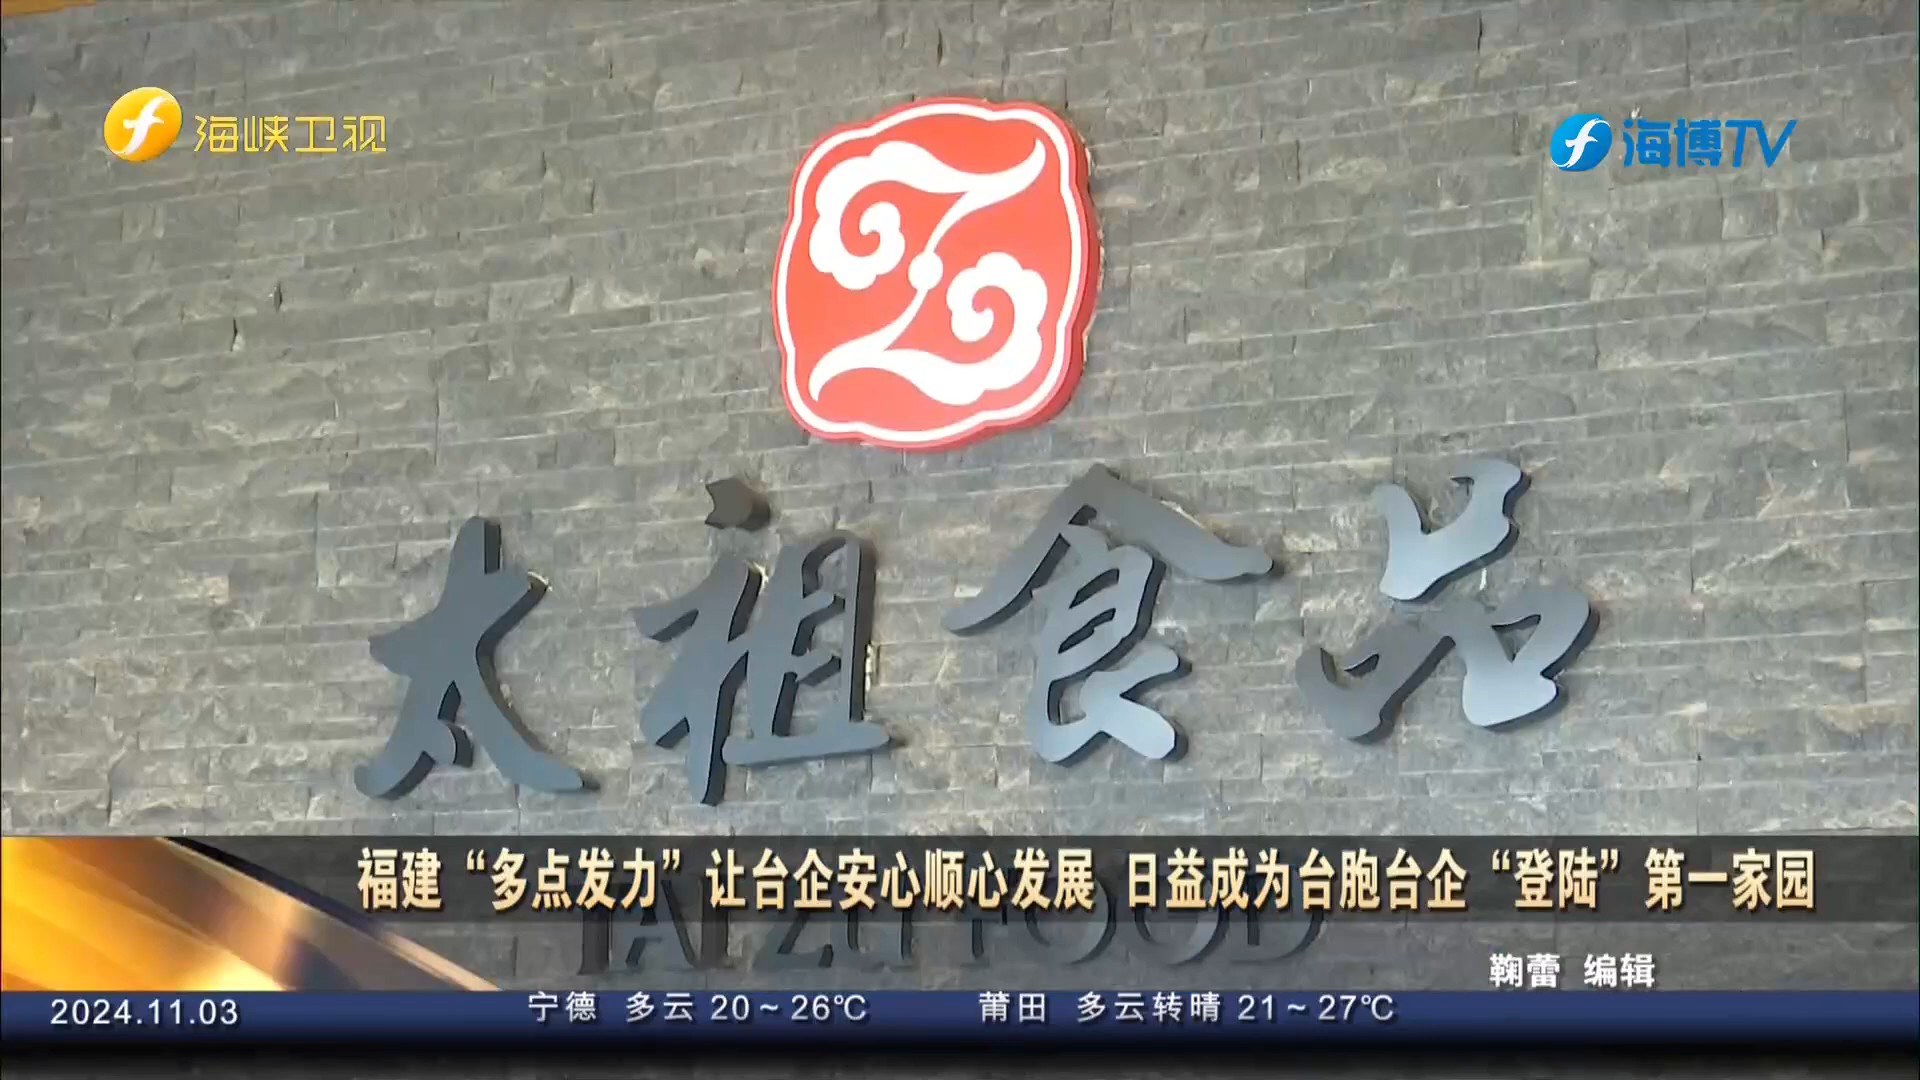 海峡卫视
海博TV
太祖食品
福建“多点发力”让台企安心顺心发展 日益成为台胞台企“登陆”第一家园
TAI ZU FOOD
鞠蕾 编辑
2024.11.03
宁德 多云 20～26℃ 莆田 多云转晴 21～27℃